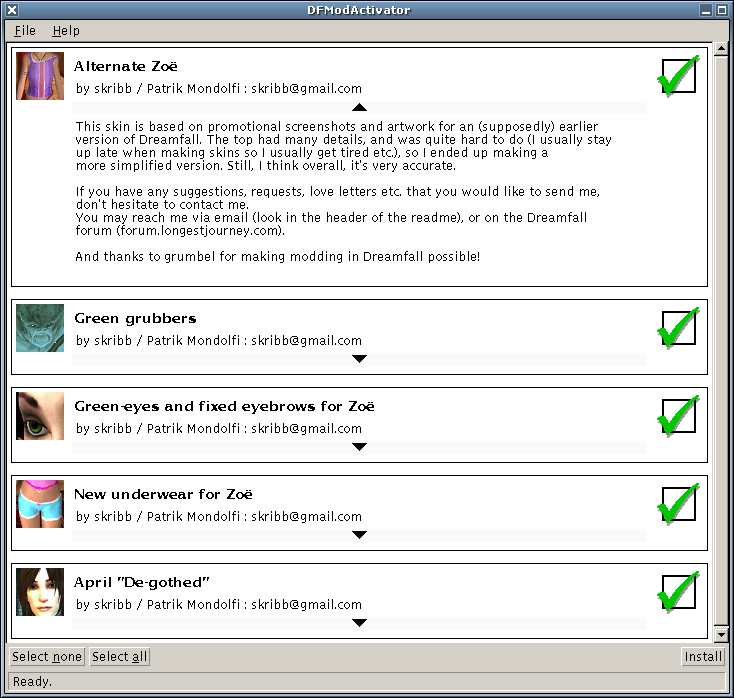 DFModActivator
File Help
Alternate Zoë
by skribb / Patrik Mondolfi : skribb@gmail.com
This skin is based on promotional screenshots and artwork for an (supposedly) earlier
version of Dreamfall. The top had many details, and was quite hard to do (I usually stay
up late when making skins so I usually get tired etc.), so I ended up making a
more simplified version. Still, I think overall, it's very accurate.
If you have any suggestions, requests, love letters etc. that you would like to send me,
don't hesitate to contact me.
You may reach me via email (look in the header of the readme), or on the Dreamfall
forum (forum.longestjourney.com).
And thanks to grumbel for making modding in Dreamfall possible!
Green grubbers
by skribb / Patrik Mondolfi : skribb@gmail.com
Green-eyes and fixed eyebrows for Zoë
by skribb / Patrik Mondolfi : skribb@gmail.com
New underwear for Zoë
by skribb / Patrik Mondolfi : skribb@gmail.com
April "De-gothed"
by skribb / Patrik Mondolfi : skribb@gmail.com
Select none Select all Install
Ready.